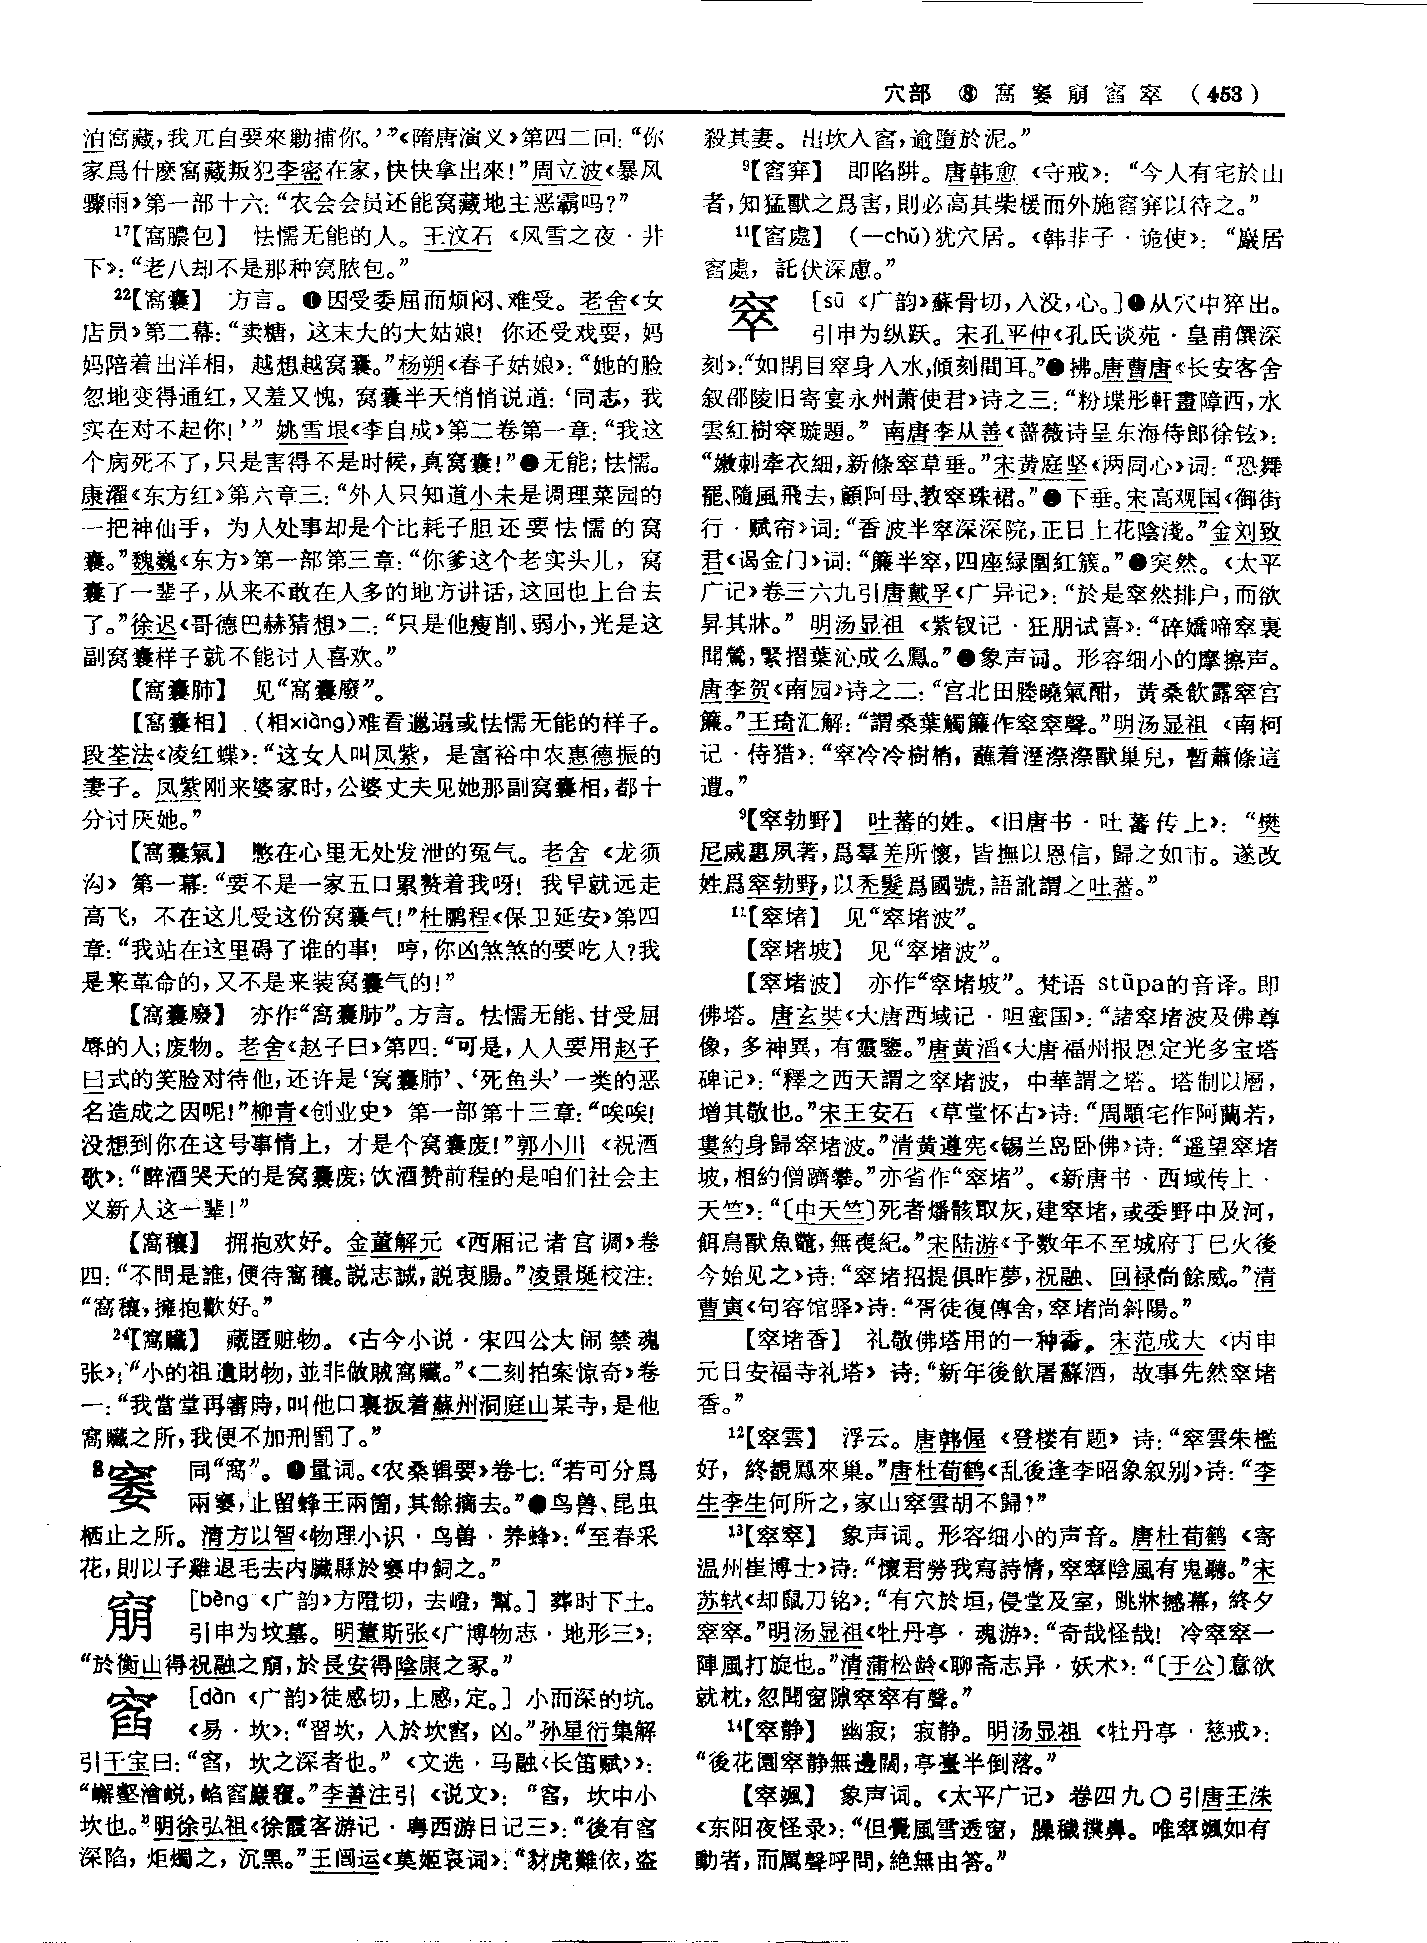 穴部 ⑧ 窩窭窷窞窣 (453)
泊窩藏，我兀自要來勦捕你。’”《隋唐演义》第四二回：“你
家爲什麽窩藏叛犯李密在家，快快拿出來！”周立波《暴风
骤雨》第一部十六：“农会会员还能窝藏地主恶霸吗？”
17【窩膿包】 怯懦无能的人。王汶石《风雪之夜·井
下》：“老八却不是那种窝脓包。”
22【窩囊】 方言。❶因受委屈而烦闷、难受。老舍《女
店员》第二幕：“卖糖，这末大的大姑娘！你还受戏耍，妈
妈陪着出洋相，越想越窝囊。”杨朔《春子姑娘》：“她的脸
忽地变得通红，又羞又愧，窝囊半天悄悄说道：‘同志，我
实在对不起你！’”姚雪垠《李自成》第二卷第一章：“我这
个病死不了，只是害得不是时候，真窝囊！”❷无能；怯懦。
康濯《东方红》第六章三：“外人只知道小未是调理菜园的
一把神仙手，为人处事却是个比耗子胆还要怯懦的窝
囊。”魏巍《东方》第一部第三章：“你爹这个老实头儿，窝
囊了一辈子，从来不敢在人多的地方讲话，这回也上台去
了。”徐迟《哥德巴赫猜想》二：“只是他瘦削、弱小，光是这
副窝囊样子就不能讨人喜欢。”
【窩囊肺】 见“窩囊廢”。
【窩囊相】 (相xiàng)难看邋遢或怯懦无能的样子。
段荃法《凌红蝶》：“这女人叫凤紫，是富裕中农惠德振的
妻子。凤紫刚来婆家时，公婆丈夫见她那副窝囊相，都十
分讨厌她。”
【窩囊氣】 憋在心里无处发泄的冤气。老舍《龙须
沟》第一幕：“要不是一家五口累赘着我呀！我早就远走
高飞，不在这儿受这份窝囊气！”杜鹏程《保卫延安》第四
章：“我站在这里碍了谁的事！哼，你凶煞煞的要吃人？我
是来革命的，又不是来装窝囊气的！”
【窩囊廢】 亦作“窩囊肺”。方言。怯懦无能、甘受屈
辱的人；废物。老舍《赵子曰》第四：“可是，人人要用赵子
曰式的笑脸对待他，还许是‘窝囊肺’、‘死鱼头’一类的恶
名造成之因呢！”柳青《创业史》第一部第十三章：“唉唉！
没想到你在这号事情上，才是个窝囊废！”郭小川《祝酒
歌》：“醉酒哭天的是窝囊废；饮酒赞前程的是咱们社会主
义新人这一辈！”
【窩穰】 拥抱欢好。金董解元《西厢记诸宫调》卷
四：“不問是誰，便待窩穰。説志誠，説衷腸。”凌景埏校注：
“窩穰，擁抱歡好。”
24【窩贓】 藏匿赃物。《古今小说·宋四公大闹禁魂
张》：“小的祖遺財物，並非做賊窩贓。”《二刻拍案惊奇》卷
一：“我當堂再審時，叫他口裏扳着蘇州洞庭山某寺，是他
窩贓之所，我便不加刑罰了。”
8窭 同“窩”。❶量词。《农桑辑要》卷七：“若可分爲
兩窭，止留蜂王兩箇，其餘摘去。”❷鸟兽、昆虫
栖止之所。清方以智《物理小识·鸟兽·养蜂》：“至春采
花，則以子雞退毛去内臟縣於窭中飼之。”
窷 [bèng《广韵》方隥切，去嶝，幫。] 葬时下土。
引申为坟墓。明董斯张《广博物志·地形三》：
“於衡山得祝融之窷，於長安得陰康之冢。”
窞 [dàn《广韵》徒感切，上感，定。] 小而深的坑。
《易·坎》：“習坎，入於坎窞，凶。”孙星衍集解
引干宝曰：“窞，坎之深者也。”《文选·马融〈长笛赋〉》：
“嶰壑澮㟋，㟅窞巖窽。”李善注引《说文》：“窞，坎中小
坎也。”明徐弘祖《徐霞客游记·粤西游日记三》：“後有窞
深陷，炬燭之，沉黑。”王闿运《莫姬哀词》：“豺虎難依，盗
殺其妻。出坎入窞，逾墮於泥。”
9【窞穽】 即陷阱。唐韩愈《守戒》：“今人有宅於山
者，知猛獸之爲害，則必高其柴楥而外施窞穽以待之。”
11【窞處】 (—chǔ)犹穴居。《韩非子·诡使》：“巖居
窞處，託伏深慮。”
窣 [sū《广韵》蘇骨切，入没，心。]❶从穴中猝出。
引申为纵跃。宋孔平仲《孔氏谈苑·皇甫僎深
刻》：“如閉目窣身入水，傾刻間耳。”❷拂。唐曹唐《长安客舍
叙邵陵旧寄宴永州萧使君》诗之三：“粉堞彤軒畫障西，水
雲紅樹窣璇題。”南唐李从善《蔷薇诗呈东海侍郎徐铉》：
“嫩刺牽衣細，新條窣草垂。”宋黄庭坚《两同心》词：“恐舞
罷、隨風飛去，顧阿母、教窣珠裙。”❸下垂。宋高观国《御街
行·赋帘》词：“香波半窣深深院，正日上花陰淺。”金刘致
君《谒金门》词：“簾半窣，四座緑圍紅簇。”❹突然。《太平
广记》卷三六九引唐戴孚《广异记》：“於是窣然排户，而欲
昇其牀。”明汤显祖《紫钗记·狂朋试喜》：“碎嬌啼窣裏
聞鶯，緊摺葉沁成么鳳。”❺象声词。形容细小的摩擦声。
唐李贺《南园》诗之二：“宫北田塍曉氣酣，黄桑飲露窣宫
簾。”王琦汇解：“謂桑葉觸簾作窣窣聲。”明汤显祖《南柯
记·侍猎》：“窣冷冷樹梢，蘸着溼漈漈獸巢兒，暫蕭條這
遭。”
9【窣勃野】 吐蕃的姓。《旧唐书·吐蕃传上》：“樊
尼威惠夙著，爲羣羌所懷，皆撫以恩信，歸之如市。遂改
姓爲窣勃野，以秃髮爲國號，語訛謂之吐蕃。”
11【窣堵】 见“窣堵波”。
【窣堵坡】 见“窣堵波”。
【窣堵波】 亦作“窣堵坡”。梵语 stūpa的音译。即
佛塔。唐玄奘《大唐西域记·呾蜜国》：“諸窣堵波及佛尊
像，多神異，有靈鑒。”唐黄滔《大唐福州报恩定光多宝塔
碑记》：“釋之西天謂之窣堵波，中華謂之塔。塔制以層，
增其敬也。”宋王安石《草堂怀古》诗：“周顒宅作阿蘭若，
婁約身歸窣堵波。”清黄遵宪《锡兰岛卧佛》诗：“遥望窣堵
坡，相約僧躋攀。”亦省作“窣堵”。《新唐书·西域传上·
天竺》：“〔中天竺〕死者燔骸取灰，建窣堵，或委野中及河，
餌鳥獸魚鼈，無喪紀。”宋陆游《予数年不至城府丁巳火後
今始见之》诗：“窣堵招提俱昨夢，祝融、回禄尚餘威。”清
曹寅《句容馆驿》诗：“胥徒復傳舍，窣堵尚斜陽。”
【窣堵香】 礼敬佛塔用的一种香。宋范成大《丙申
元日安福寺礼塔》诗：“新年後飲屠蘇酒，故事先然窣堵
香。”
12【窣雲】 浮云。唐韩偓《登楼有题》诗：“窣雲朱檻
好，終覩鳳來巢。”唐杜荀鹤《乱後逢李昭象叙别》诗：“李
生李生何所之，家山窣雲胡不歸？”
13【窣窣】 象声词。形容细小的声音。唐杜荀鹤《寄
温州崔博士》诗：“懷君勞我寫詩情，窣窣陰風有鬼聽。”宋
苏轼《却鼠刀铭》：“有穴於垣，侵堂及室，跳牀撼幕，終夕
窣窣。”明汤显祖《牡丹亭·魂游》：“奇哉怪哉！冷窣窣一
陣風打旋也。”清蒲松龄《聊斋志异·妖术》：“〔于公〕意欲
就枕，忽聞窗隙窣窣有聲。”
14【窣静】 幽寂；寂静。明汤显祖《牡丹亭·慈戒》：
“後花園窣静無邊闊，亭臺半倒落。”
【窣飒】 象声词。《太平广记》卷四九〇引唐王洙
《东阳夜怪录》：“但覺風雪透窗，臊穢撲鼻。唯窣飒如有
動者，而厲聲呼問，絶無由答。”